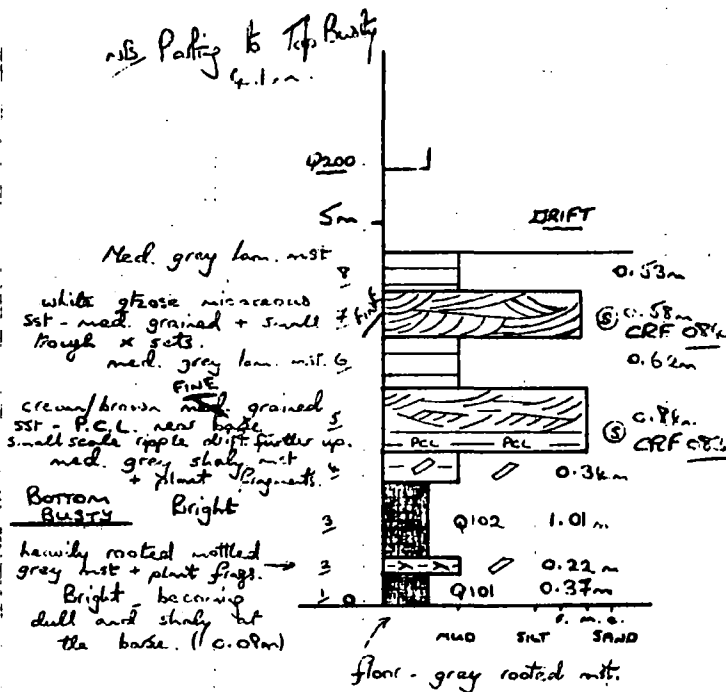 nb Parting to Top Busty
4.1m.
Q200
5m
DRIFT
Med. grey lam. mst
8
0.53m
white qtzose micaceous
sst - med. grained + small
trough x sets.
7
FINE
S
0.58m
CRF
med. grey lam. mst.
6
0.62m
FINE
cream/brown med. grained
sst - P.C.L. near base
5
small scale ripple drift further up.
PCL PCL
S
CRF
med. grey shaly mst
+ plant fragments.
4
BOTTOM
BUSTY
Bright
3
Q102
1.01m
heavily rooted mottled
grey mst + plant frags.
2
0.22m
Bright becoming
dull and shaly at
the base. (0.09m)
1
0
Q101
0.37m
MUD
SILT
f. m. c.
SAND
floor - grey rooted mst.